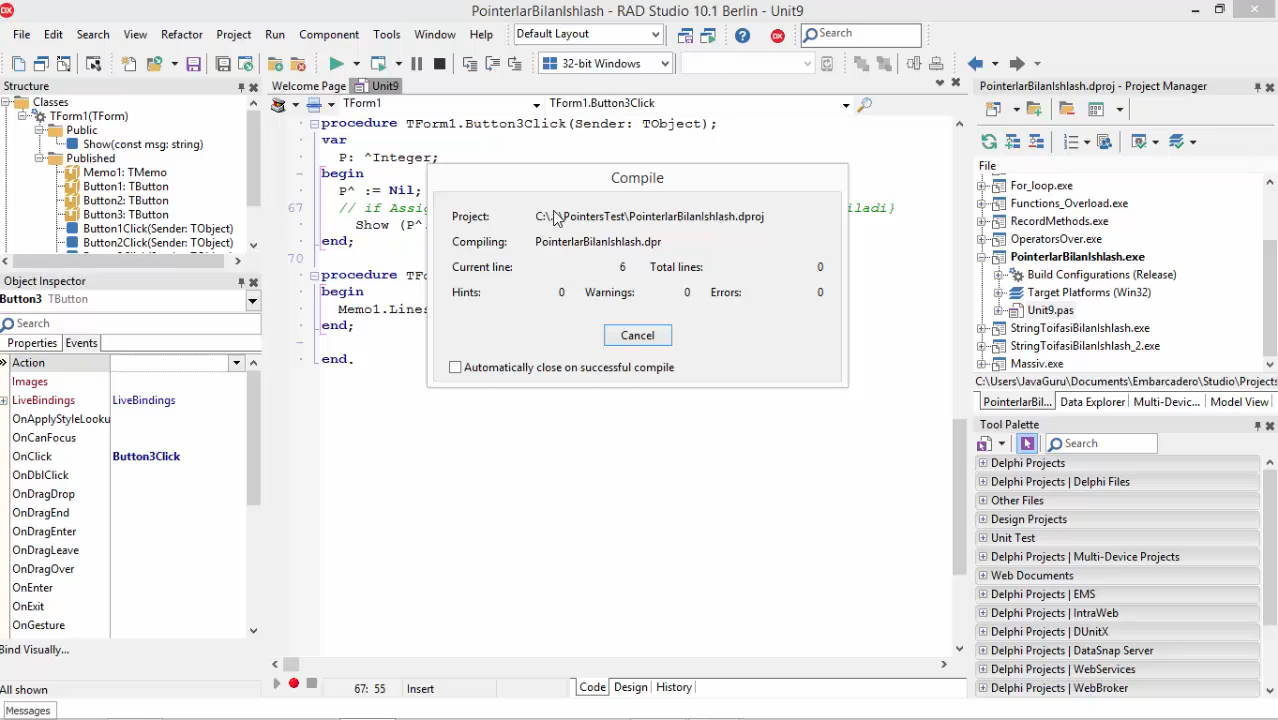 PointerlarBilanIshlash - RAD Studio 10.1 Berlin - Unit9
File Edit Search View Refactor Project Run Component Tools Window Help
Default Layout
Search
32-bit Windows
Structure
Classes
TForm1(TForm)
Public
Show(const msg: string)
Published
Memo1: TMemo
Button1: TButton
Button2: TButton
Button3: TButton
Button1Click(Sender: TObject)
Button2Click(Sender: TObject)
Object Inspector
Button3 TButton
Search
Properties Events
Action
Images
LiveBindings LiveBindings
OnApplyStyleLooku
OnCanFocus
OnClick Button3Click
OnDblClick
OnDragDrop
OnDragEnd
OnDragEnter
OnDragLeave
OnDragOver
OnEnter
OnExit
OnGesture
Bind Visually...
All shown
Messages
Welcome Page Unit9
TForm1 TForm1.Button3Click
procedure TForm1.Button3Click(Sender: TObject);
var
P: ^Integer;
begin
P^ := Nil;
67 // if Assig iladi}
Show (P^.
end;
70
procedure TFo
begin
Memo1.Lines
end;
end.
Compile
Project: C:\...\PointersTest\PointerlarBilanIshlash.dproj
Compiling: PointerlarBilanIshlash.dpr
Current line: 6 Total lines: 0
Hints: 0 Warnings: 0 Errors: 0
Cancel
Automatically close on successful compile
67: 55 Insert
Code Design History
PointerlarBilanIshlash.dproj - Project Manager
File
For_loop.exe
Functions_Overload.exe
RecordMethods.exe
OperatorsOver.exe
PointerlarBilanIshlash.exe
Build Configurations (Release)
Target Platforms (Win32)
Unit9.pas
StringToifasiBilanIshlash.exe
StringToifasiBilanIshlash_2.exe
Massiv.exe
C:\Users\JavaGuru\Documents\Embarcadero\Studio\Projects
PointerlarBil... Data Explorer Multi-Devic... Model View
Tool Palette
Search
Delphi Projects
Delphi Projects | Delphi Files
Other Files
Design Projects
Unit Test
Delphi Projects | Multi-Device Projects
Web Documents
Delphi Projects | EMS
Delphi Projects | IntraWeb
Delphi Projects | DUnitX
Delphi Projects | DataSnap Server
Delphi Projects | WebServices
Delphi Projects | WebBroker